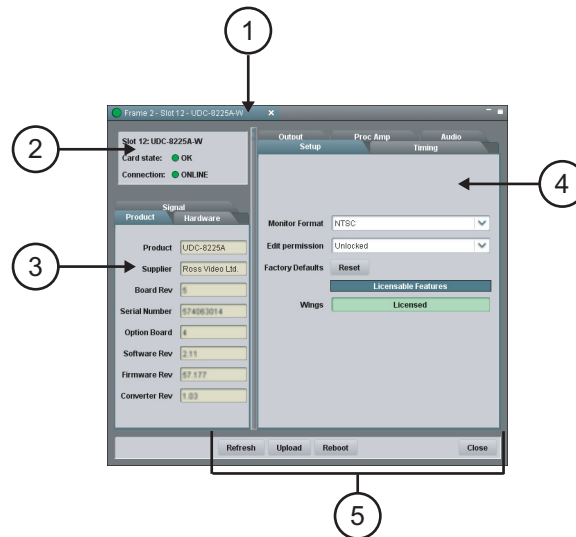 1
Frame 2 - Slot 12 - UDC-8225A-W
2
Slot 12: UDC-8225A-W
Card state: OK
Connection: ONLINE
Output Proc Amp Audio
Setup Timing
4
Signal
Product Hardware
3
Product UDC-8225A
Supplier Ross Video Ltd.
Board Rev 5
Serial Number 574063014
Option Board 4
Software Rev 2.11
Firmware Rev 57.177
Converter Rev 1.03
Monitor Format NTSC
Edit permission Unlocked
Factory Defaults Reset
Licensable Features
Wings Licensed
Refresh Upload Reboot Close
5